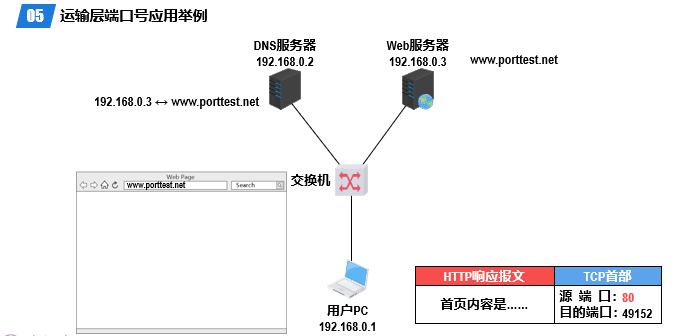 05 运输层端口号应用举例
DNS服务器
192.168.0.2
Web服务器
192.168.0.3
www.porttest.net
192.168.0.3 ↔ www.porttest.net
Web Page
www.porttest.net
Search
交换机
用户PC
192.168.0.1
HTTP响应报文
TCP首部
首页内容是......
源 端 口: 80
目的端口: 49152